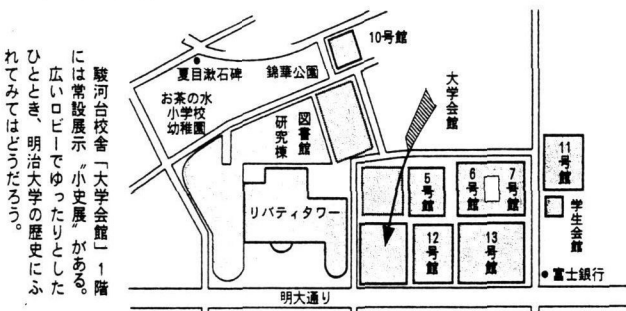 駿河台校舎「大学会館」1階
には常設展示〝小史展〟がある。
広いロビーでゆったりとした
ひととき、明治大学の歴史にふ
れてみてはどうだろう。
10号館
夏目漱石碑
錦華公園
お茶の水
小学校
幼稚園
図書館
研究棟
大学会館
リバティタワー
5号館
6号館
7号館
11号館
学生会館
12号館
13号館
富士銀行
明大通り